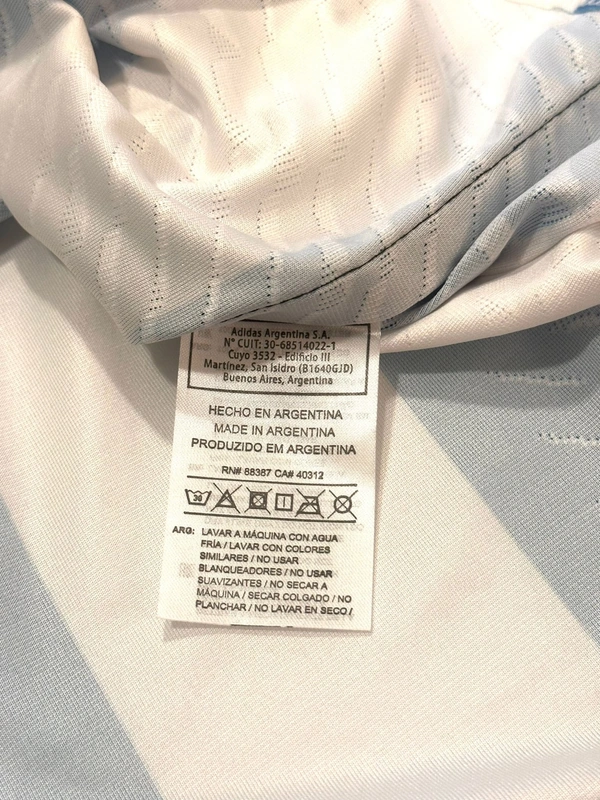 Adidas Argentina S.A.
N° CUIT: 30-68514022-1
Cuyo 3532 - Edificio III
Martínez, San Isidro (B1640GJD)
Buenos Aires, Argentina
HECHO EN ARGENTINA
MADE IN ARGENTINA
PRODUZIDO EM ARGENTINA
RN# 88387 CA# 40312
30
ARG: LAVAR A MÁQUINA CON AGUA
FRÍA / LAVAR CON COLORES
SIMILARES / NO USAR
BLANQUEADORES / NO USAR
SUAVIZANTES / NO SECAR A
MÁQUINA / SECAR COLGADO / NO
PLANCHAR / NO LAVAR EN SECO /